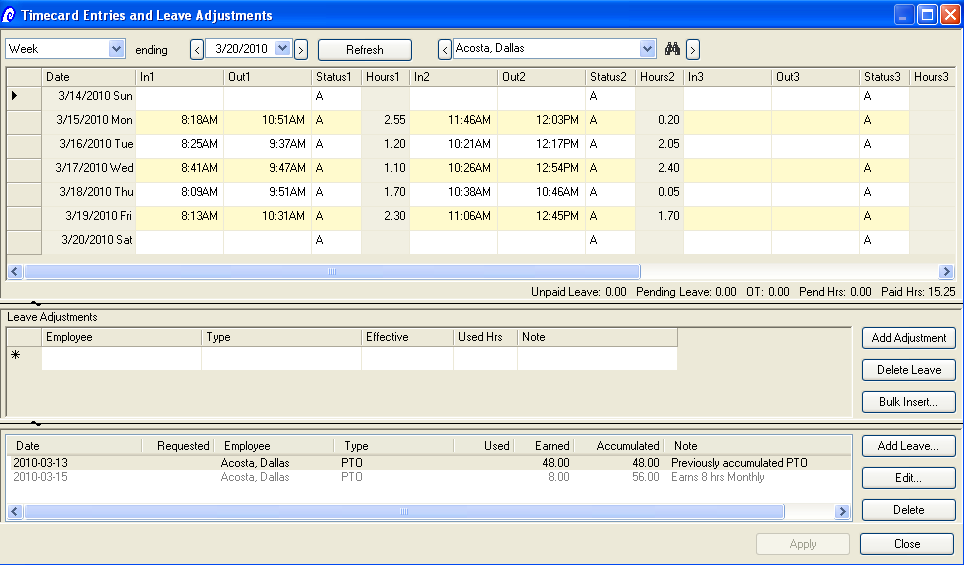 Timecard Entries and Leave Adjustments
Week ending < 3/20/2010 > Refresh < Acosta, Dallas >
Date In1 Out1 Status1 Hours1 In2 Out2 Status2 Hours2 In3 Out3 Status3 Hours3
3/14/2010 Sun A A A
3/15/2010 Mon 8:18AM 10:51AM A 2.55 11:46AM 12:03PM A 0.20 A
3/16/2010 Tue 8:25AM 9:37AM A 1.20 10:21AM 12:17PM A 2.05 A
3/17/2010 Wed 8:41AM 9:47AM A 1.10 10:26AM 12:54PM A 2.40 A
3/18/2010 Thu 8:09AM 9:51AM A 1.70 10:38AM 10:46AM A 0.05 A
3/19/2010 Fri 8:13AM 10:31AM A 2.30 11:06AM 12:45PM A 1.70 A
3/20/2010 Sat A A A
Unpaid Leave: 0.00 Pending Leave: 0.00 OT: 0.00 Pend Hrs: 0.00 Paid Hrs: 15.25
Leave Adjustments
Employee Type Effective Used Hrs Note
Add Adjustment
Delete Leave
Bulk Insert...
Date Requested Employee Type Used Earned Accumulated Note
2010-03-13 Acosta, Dallas PTO 48.00 48.00 Previously accumulated PTO
2010-03-15 Acosta, Dallas PTO 8.00 56.00 Earns 8 hrs Monthly
Add Leave...
Edit...
Delete
Apply Close